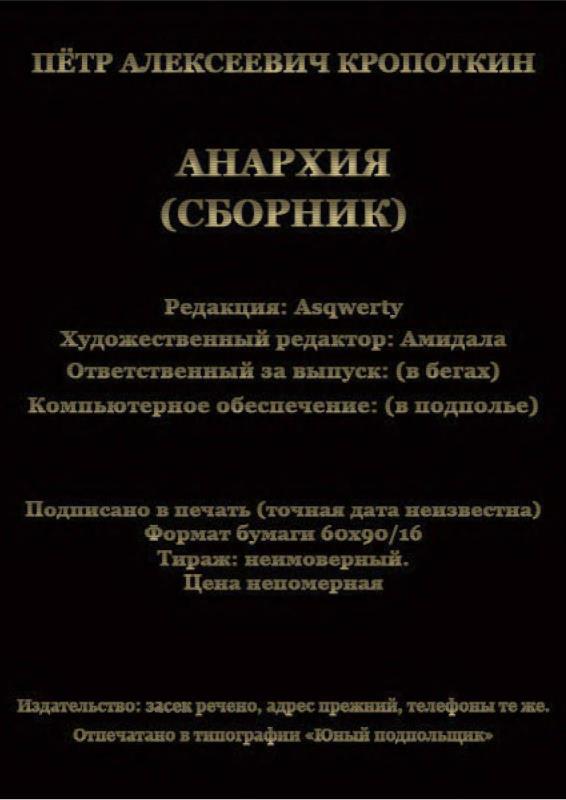 ПЁТР АЛЕКСЕЕВИЧ КРОПОТКИН
АНАРХИЯ
(СБОРНИК)
Редакция: Asqwerty
Художественный редактор: Амидала
Ответственный за выпуск: (в бегах)
Компьютерное обеспечение: (в подполье)
Подписано в печать (точная дата неизвестна)
Формат бумаги 60х90/16
Тираж: неимоверный.
Цена непомерная
Издательство: засек речено, адрес прежний, телефоны те же.
Отпечатано в типографии «Юный подпольщик»